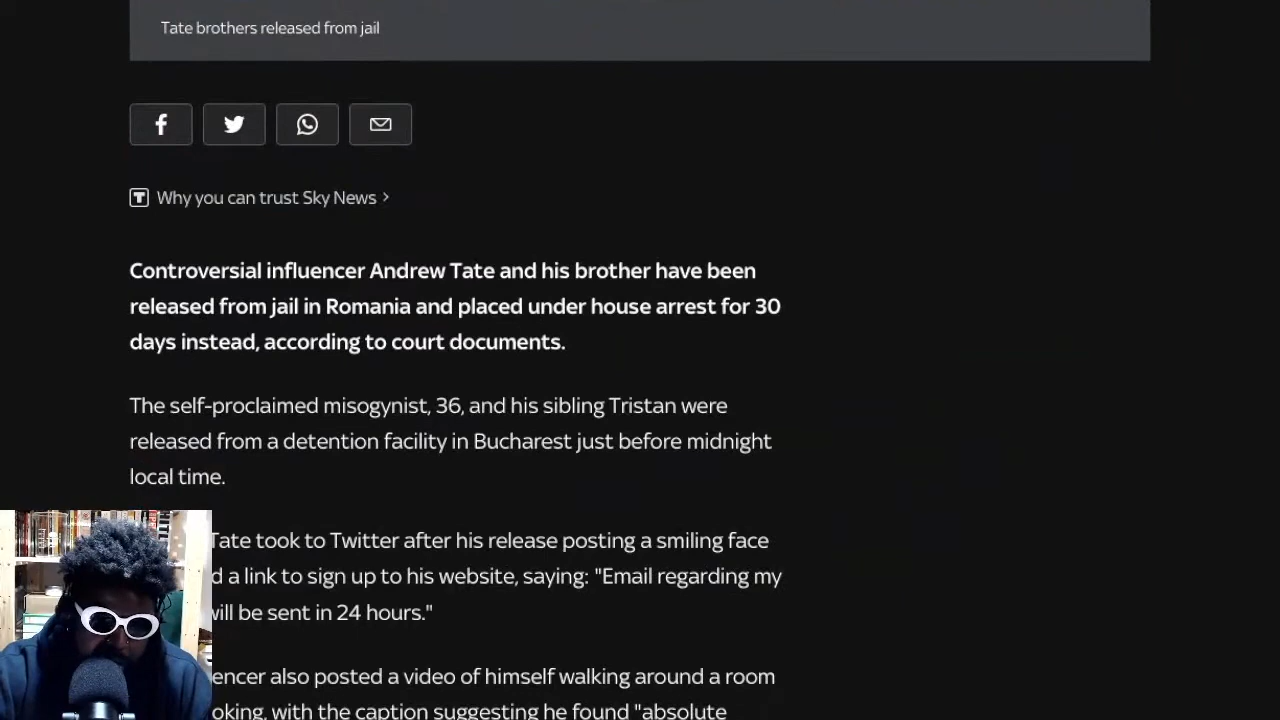 Tate brothers released from jail
Why you can trust Sky News
Controversial influencer Andrew Tate and his brother have been
released from jail in Romania and placed under house arrest for 30
days instead, according to court documents.
The self-proclaimed misogynist, 36, and his sibling Tristan were
released from a detention facility in Bucharest just before midnight
local time.
Tate took to Twitter after his release posting a smiling face
a link to sign up to his website, saying: "Email regarding my
will be sent in 24 hours."
also posted a video of himself walking around a room
with the caption suggesting he found "absolute